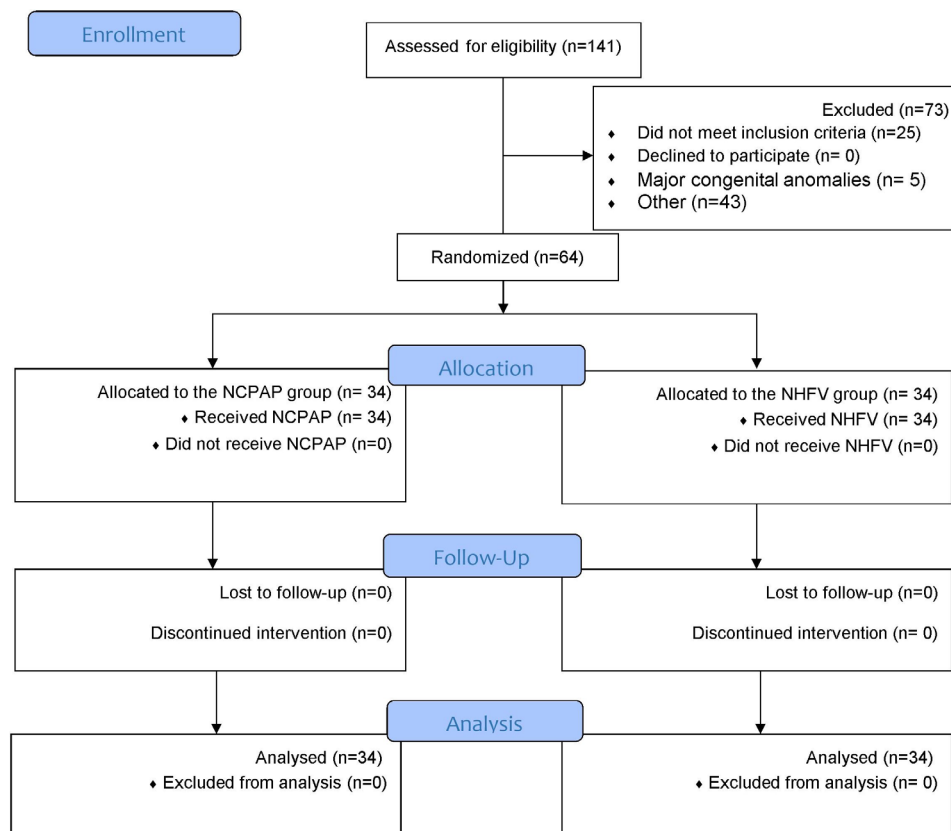 Enrollment
Assessed for eligibility (n=141)
Excluded (n=73)
♦ Did not meet inclusion criteria (n=25)
♦ Declined to participate (n= 0)
♦ Major congenital anomalies (n= 5)
♦ Other (n=43)
Randomized (n=64)
Allocation
Allocated to the NCPAP group (n= 34)
♦ Received NCPAP (n= 34)
♦ Did not receive NCPAP (n=0)
Allocated to the NHFV group (n= 34)
♦ Received NHFV (n= 34)
♦ Did not receive NHFV (n=0)
Follow-Up
Lost to follow-up (n=0)
Discontinued intervention (n=0)
Lost to follow-up (n=0)
Discontinued intervention (n= 0)
Analysis
Analysed (n=34)
♦ Excluded from analysis (n=0)
Analysed (n=34)
♦ Excluded from analysis (n= 0)